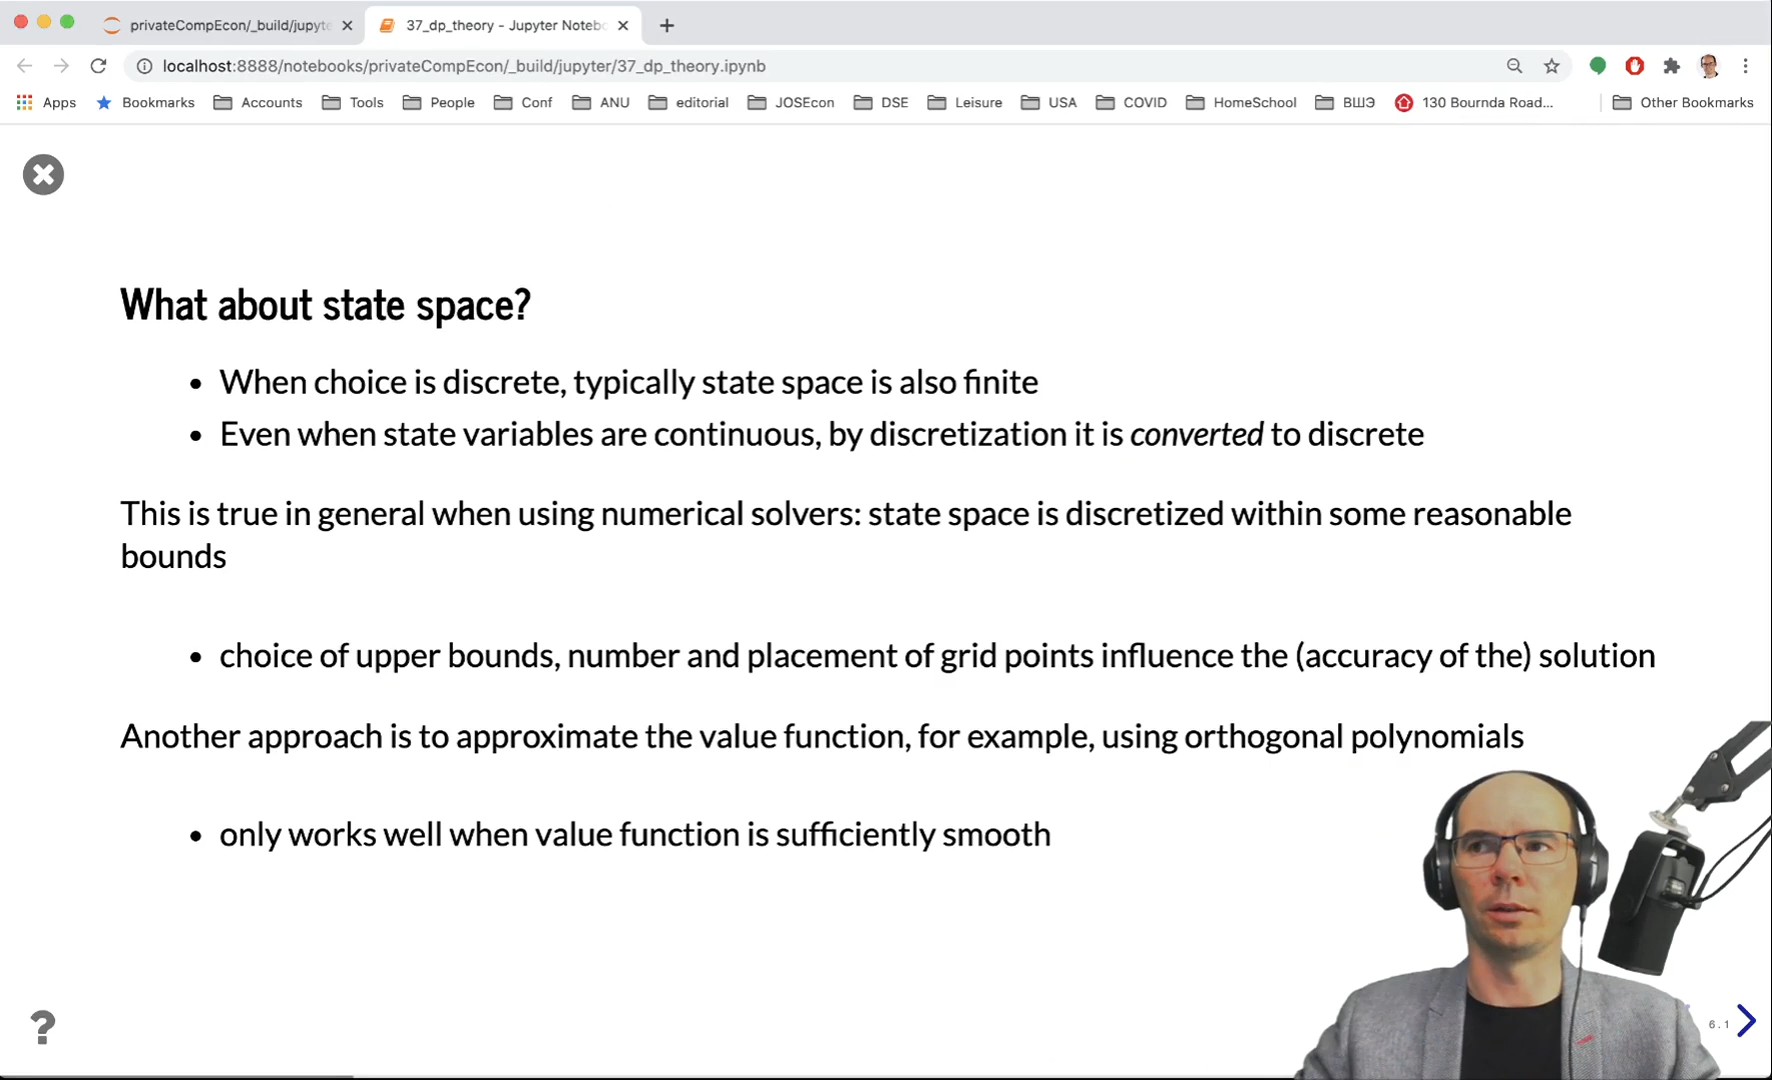 privateCompEcon/_build/jupyte
37_dp_theory - Jupyter Notebo
localhost:8888/notebooks/privateCompEcon/_build/jupyter/37_dp_theory.ipynb
Apps Bookmarks Accounts Tools People Conf ANU editorial JOSEcon DSE Leisure USA COVID HomeSchool ВШЭ 130 Bournda Road... Other Bookmarks
What about state space?
• When choice is discrete, typically state space is also finite
• Even when state variables are continuous, by discretization it is converted to discrete
This is true in general when using numerical solvers: state space is discretized within some reasonable
bounds
• choice of upper bounds, number and placement of grid points influence the (accuracy of the) solution
Another approach is to approximate the value function, for example, using orthogonal polynomials
• only works well when value function is sufficiently smooth
?
6.1